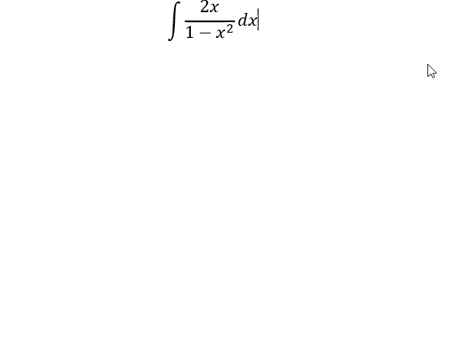 ∫ 2x/(1 − x²) dx